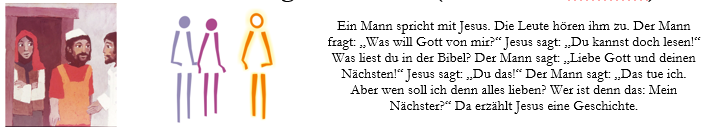 Ein Mann spricht mit Jesus. Die Leute hören ihm zu. Der Mann
fragt: „Was will Gott von mir?“ Jesus sagt: „Du kannst doch lesen!“
Was liest du in der Bibel? Der Mann sagt: „Liebe Gott und deinen
Nächsten!“ Jesus sagt: „Du das!“ Der Mann sagt: „Das tue ich.
Aber wen soll ich denn alles lieben? Wer ist denn das: Mein
Nächster?“ Da erzählt Jesus eine Geschichte.